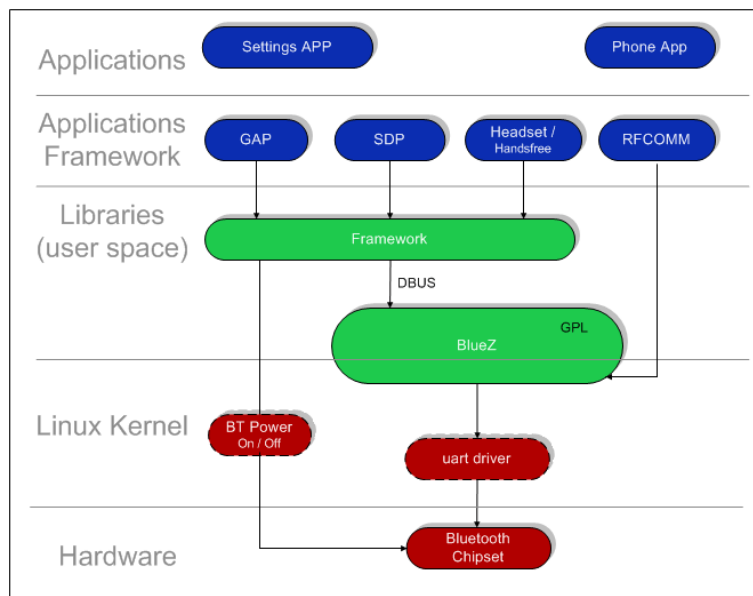 Applications
Settings APP
Phone App
Applications
Framework
GAP
SDP
Headset /
Handsfree
RFCOMM
Libraries
(user space)
Framework
DBUS
GPL
BlueZ
Linux Kernel
BT Power
On / Off
uart driver
Hardware
Bluetooth
Chipset